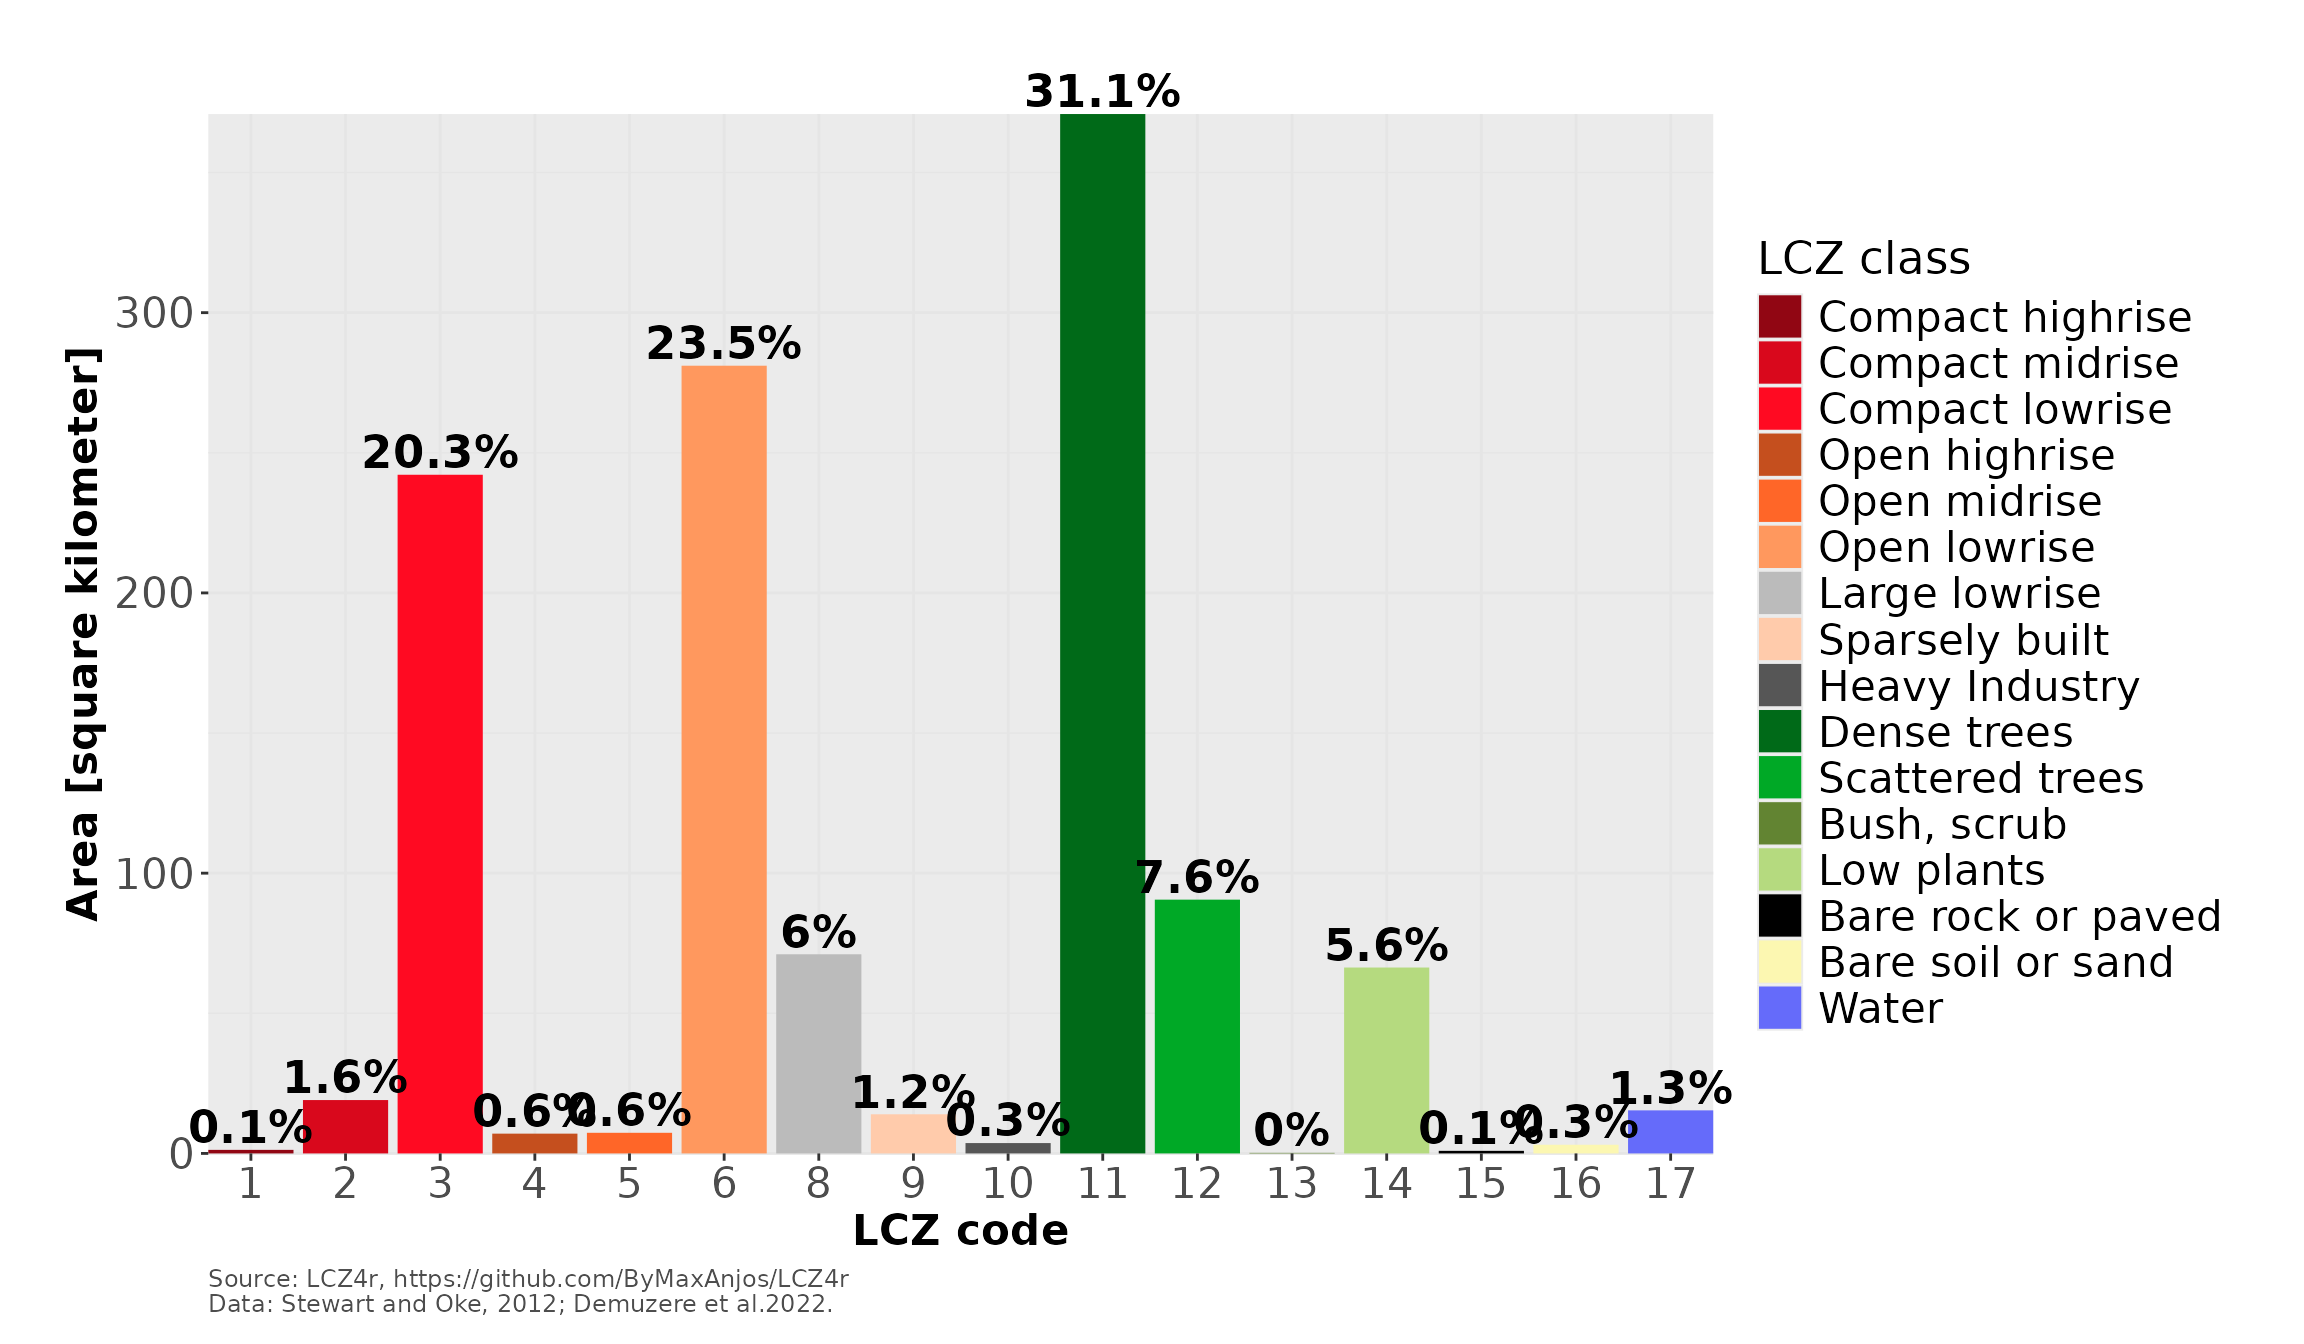 31.1%
23.5%
20.3%
7.6%
6%
5.6%
1.6%
1.2%
1.3%
0.1%
0.6%
0.6%
0.3%
0%
0.1%
0.3%
300
200
100
0
Area [square kilometer]
1 2 3 4 5 6 8 9 10 11 12 13 14 15 16 17
LCZ code
LCZ class
Compact highrise
Compact midrise
Compact lowrise
Open highrise
Open midrise
Open lowrise
Large lowrise
Sparsely built
Heavy Industry
Dense trees
Scattered trees
Bush, scrub
Low plants
Bare rock or paved
Bare soil or sand
Water
Source: LCZ4r, https://github.com/ByMaxAnjos/LCZ4r
Data: Stewart and Oke, 2012; Demuzere et al.2022.